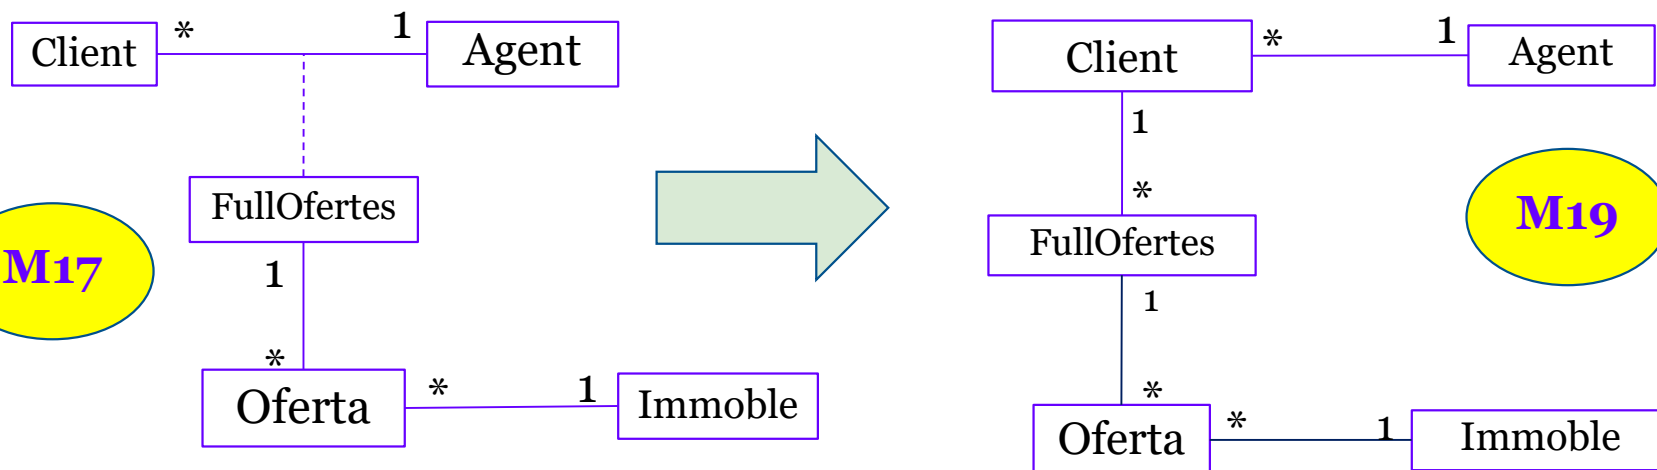 Client * 1 Agent
FullOfertes
M17
1
*
Oferta * 1 Immoble
Client * 1 Agent
1
*
FullOfertes
M19
1
*
Oferta * 1 Immoble